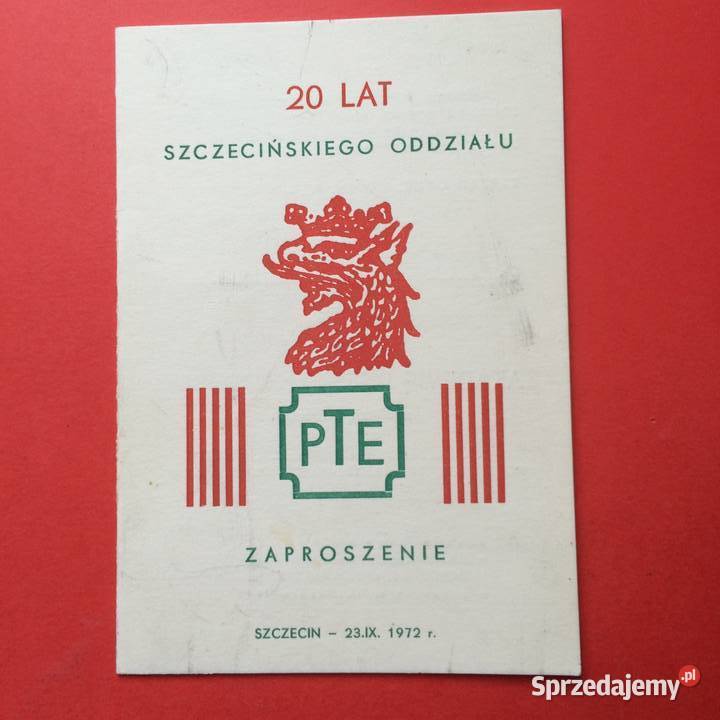 20 LAT
SZCZECIŃSKIEGO ODDZIAŁU
PTE
ZAPROSZENIE
SZCZECIN – 23.IX. 1972 r.
Sprzedajemy.pl